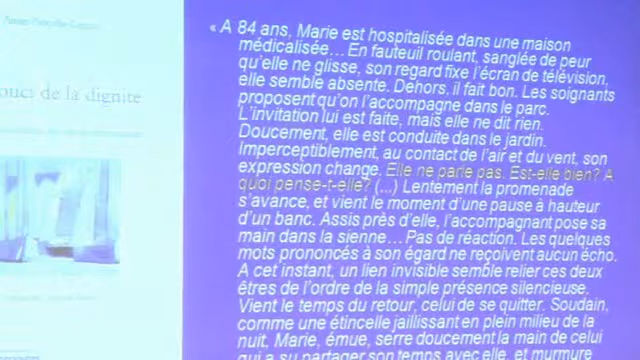 ouci de la dignité
« A 84 ans, Marie est hospitalisée dans une maison
médicalisée… En fauteuil roulant, sanglée de peur
qu'elle ne glisse, son regard fixe l'écran de télévision,
elle semble absente. Dehors, il fait bon. Les soignants
proposent qu'on l'accompagne dans le parc.
L'invitation lui est faite, mais elle ne dit rien.
Doucement, elle est conduite dans le jardin.
Imperceptiblement, au contact de l'air et du vent, son
expression change. Elle ne parle pas. Est-elle bien? A
quoi pense-t-elle? (...) Lentement la promenade
s'avance, et vient le moment d'une pause à hauteur
d'un banc. Assis près d'elle, l'accompagnant pose sa
main dans la sienne… Pas de réaction. Les quelques
mots prononcés à son égard ne reçoivent aucun écho.
A cet instant, un lien invisible semble relier ces deux
êtres de l'ordre de la simple présence silencieuse.
Vient le temps du retour, celui de se quitter. Soudain,
comme une étincelle jaillissant en plein milieu de la
nuit, Marie, émue, serre doucement la main de celui
qui a su partager son temps avec elle, et murmure